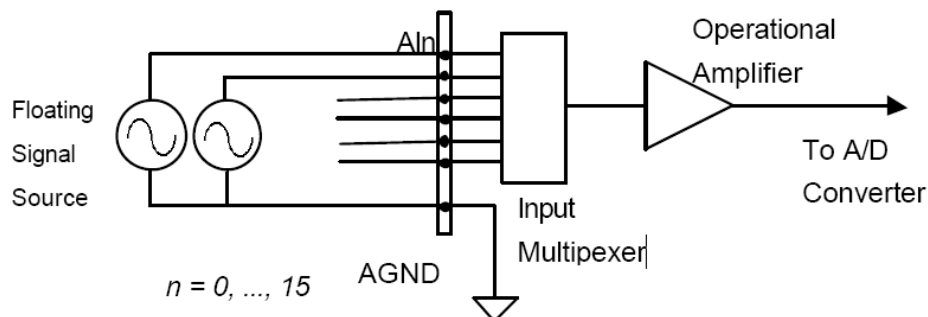 Operational
Amplifier
AIn
Floating
Signal
Source
To A/D
Converter
Input
Multipexer
AGND
n = 0, ..., 15